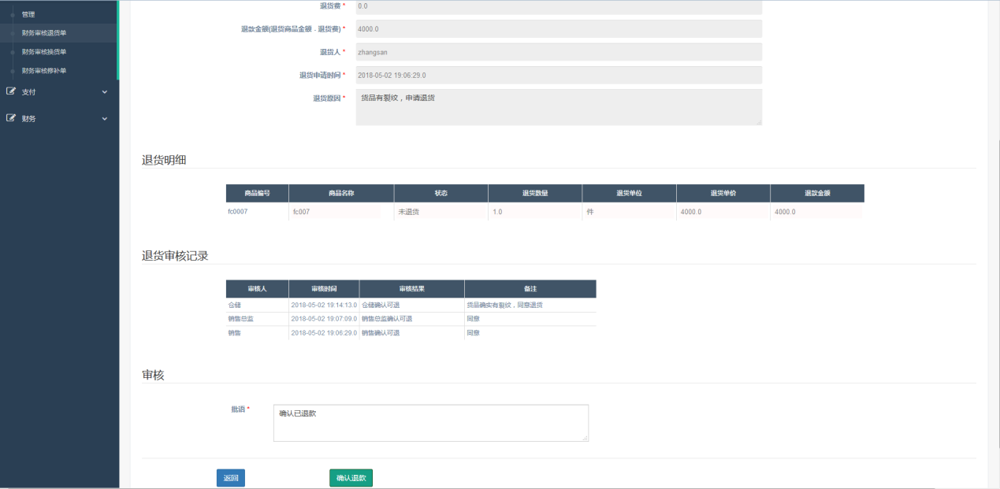 管理
财务审核退货单
财务审核换货单
财务审核修补单
支付
财务
退货费 * 0.0
退款金额(退货商品金额 - 退货费) * 4000.0
退货人 * zhangsan
退货申请时间 * 2018-05-02 19:06:29.0
退货原因 * 货品有裂纹，申请退货
退货明细
商品编号 商品名称 状态 退货数量 退货单位 退货单价 退款金额
fc0007 fc007 未退货 1.0 件 4000.0 4000.0
退货审核记录
审核人 审核时间 审核结果 备注
仓储 2018-05-02 19:14:13.0 仓储确认可退 货品确实有裂纹，同意退货
销售总监 2018-05-02 19:07:09.0 销售总监确认可退 同意
销售 2018-05-02 19:06:29.0 销售确认可退 同意
审核
批语 * 确认已退款
返回 确认退款